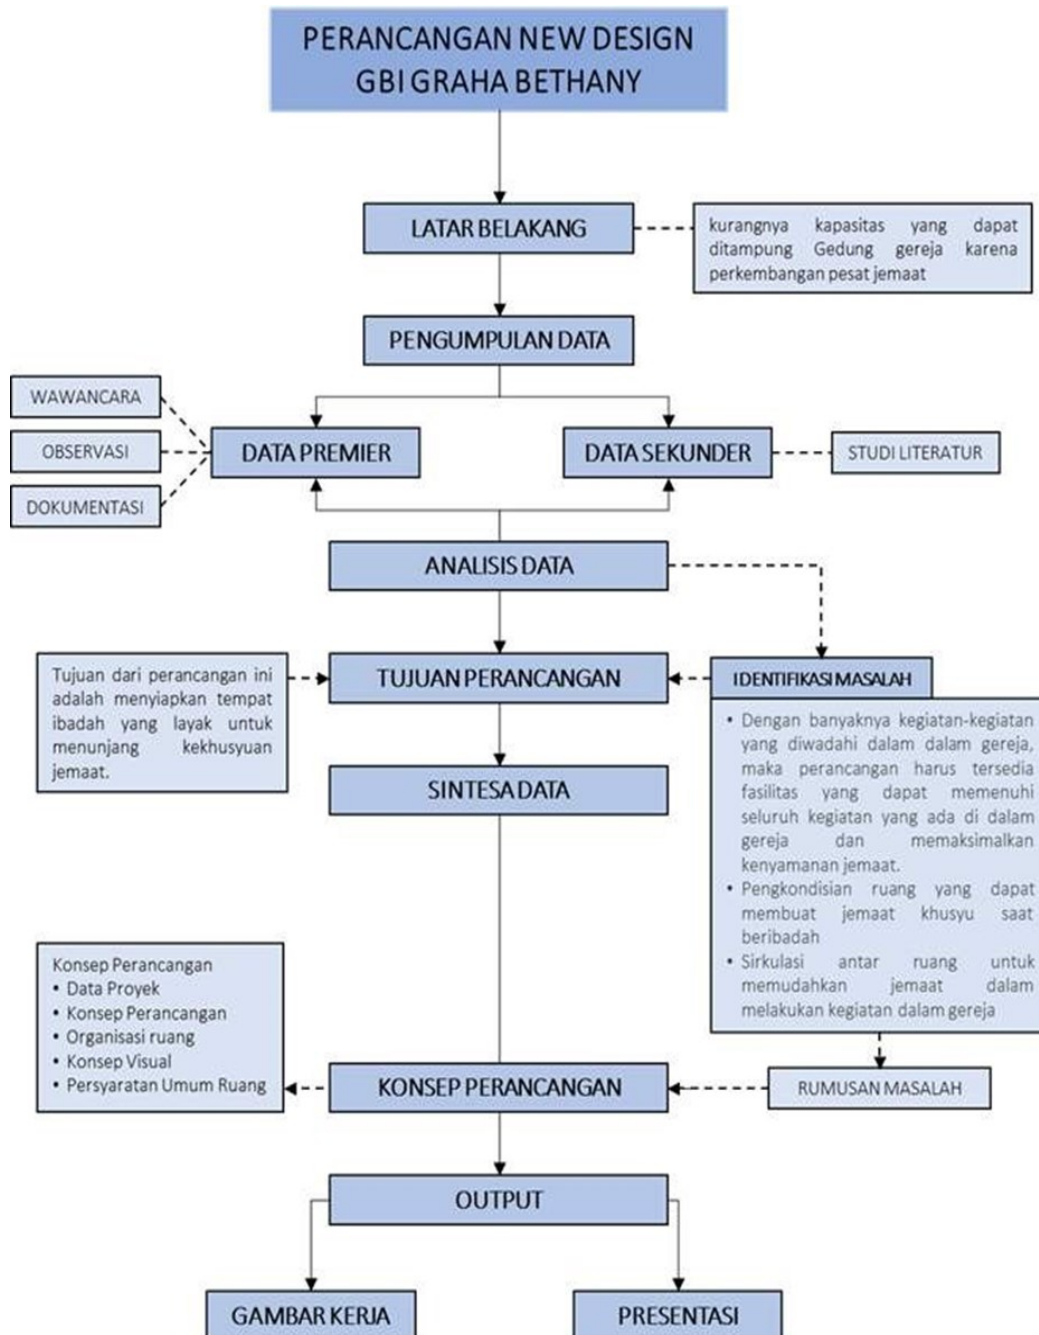 PERANCANGAN NEW DESIGN
GBI GRAHA BETHANY
LATAR BELAKANG
kurangnya kapasitas yang dapat
ditampung Gedung gereja karena
perkembangan pesat jemaat
PENGUMPULAN DATA
WAWANCARA
OBSERVASI
DOKUMENTASI
DATA PREMIER
DATA SEKUNDER
STUDI LITERATUR
ANALISIS DATA
Tujuan dari perancangan ini
adalah menyiapkan tempat
ibadah yang layak untuk
menunjang kekhusyuan
jemaat.
TUJUAN PERANCANGAN
IDENTIFIKASI MASALAH
• Dengan banyaknya kegiatan-kegiatan
yang diwadahi dalam dalam gereja,
maka perancangan harus tersedia
fasilitas yang dapat memenuhi
seluruh kegiatan yang ada di dalam
gereja dan memaksimalkan
kenyamanan jemaat.
• Pengkondisian ruang yang dapat
membuat jemaat khusyu saat
beribadah
• Sirkulasi antar ruang untuk
memudahkan jemaat dalam
melakukan kegiatan dalam gereja
SINTESA DATA
Konsep Perancangan
• Data Proyek
• Konsep Perancangan
• Organisasi ruang
• Konsep Visual
• Persyaratan Umum Ruang
KONSEP PERANCANGAN
RUMUSAN MASALAH
OUTPUT
GAMBAR KERJA
PRESENTASI